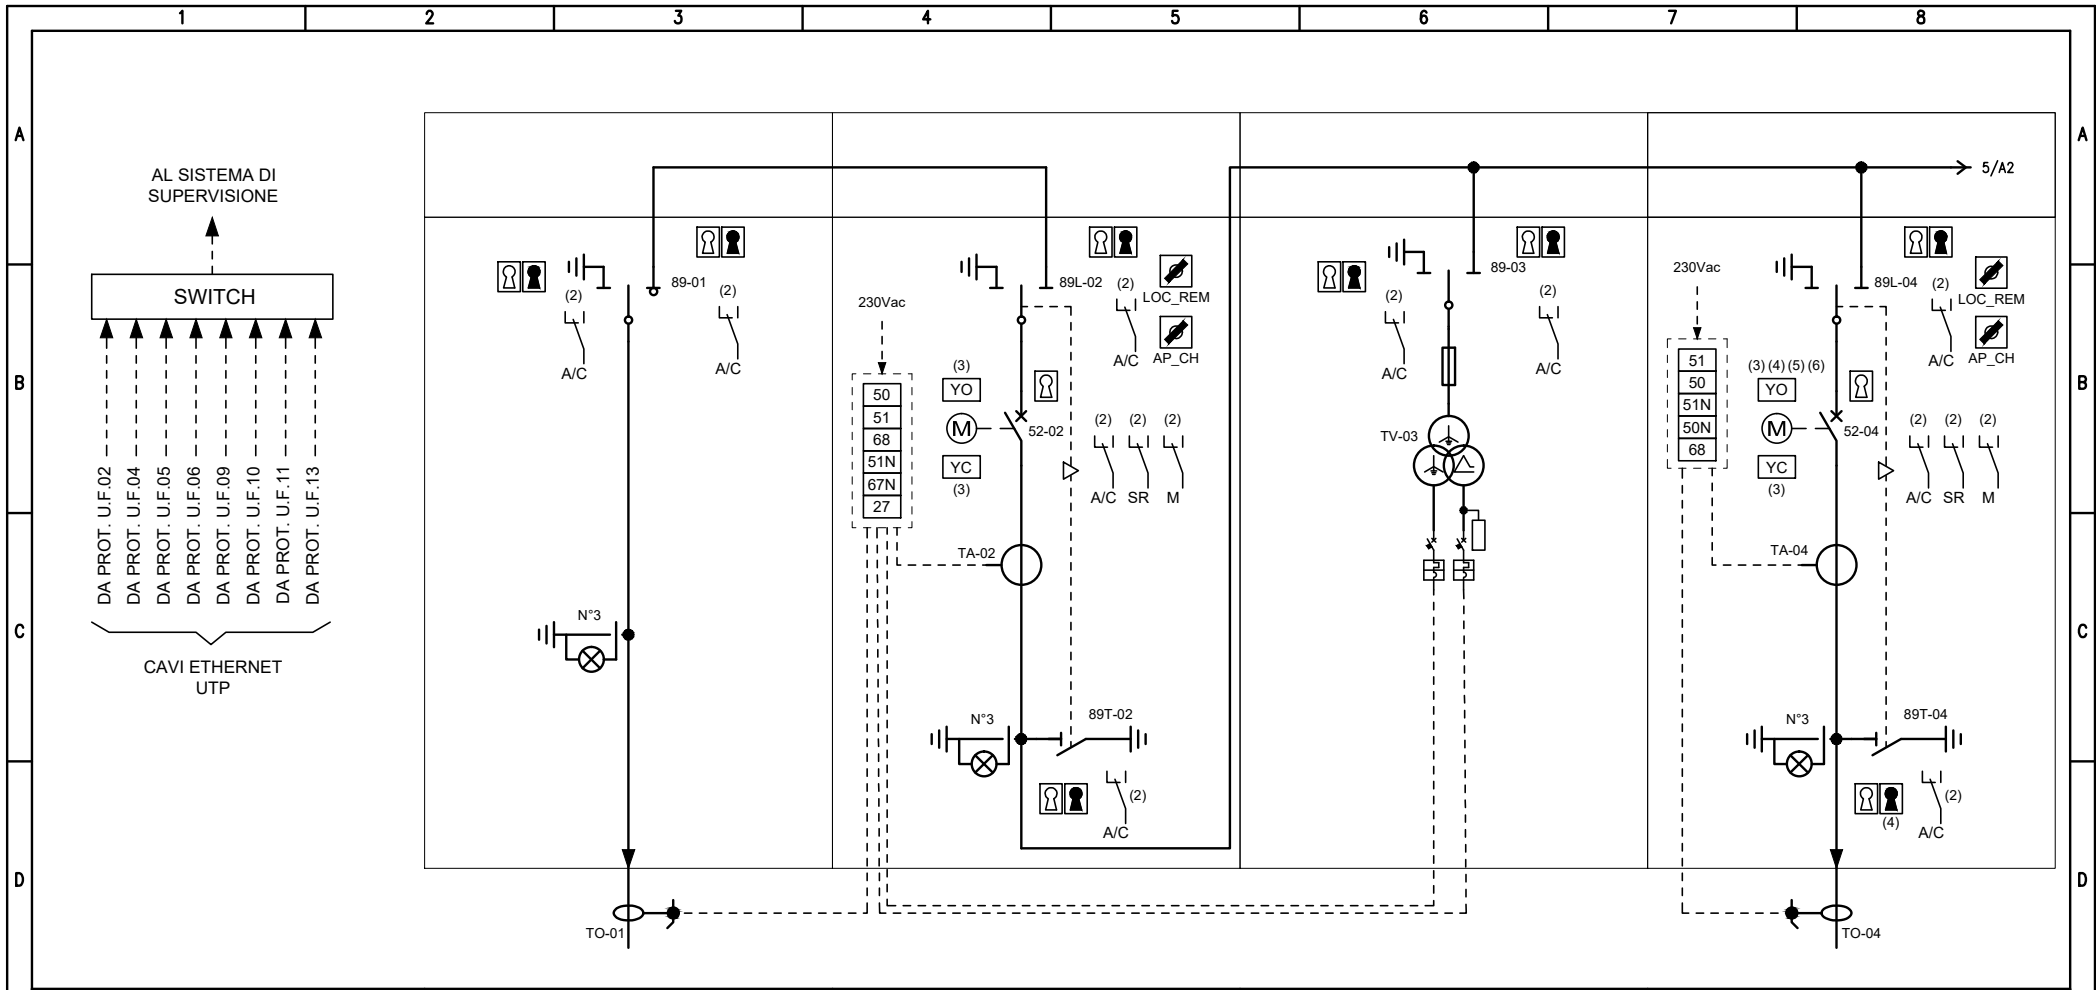 1 2 3 4 5 6 7 8
A A
B B
C C
D D
AL SISTEMA DI
SUPERVISIONE
SWITCH
DA PROT. U.F.02
DA PROT. U.F.04
DA PROT. U.F.05
DA PROT. U.F.06
DA PROT. U.F.09
DA PROT. U.F.10
DA PROT. U.F.11
DA PROT. U.F.13
CAVI ETHERNET
UTP
89-01
(2)
A/C
(2)
A/C
N°3
TO-01
230Vac
50
51
68
51N
67N
27
89L-02
(2)
A/C
LOC_REM
AP_CH
(3)
YO
M
YC
(3)
52-02
(2) (2) (2)
A/C SR M
TA-02
N°3
89T-02
(2)
A/C
89-03
(2)
A/C
(2)
A/C
TV-03
5/A2
230Vac
51
50
51N
50N
68
89L-04
(2)
A/C
LOC_REM
AP_CH
(3) (4) (5) (6)
YO
M
YC
(3)
52-04
(2) (2) (2)
A/C SR M
TA-04
N°3
89T-04
(4)
(2)
A/C
TO-04